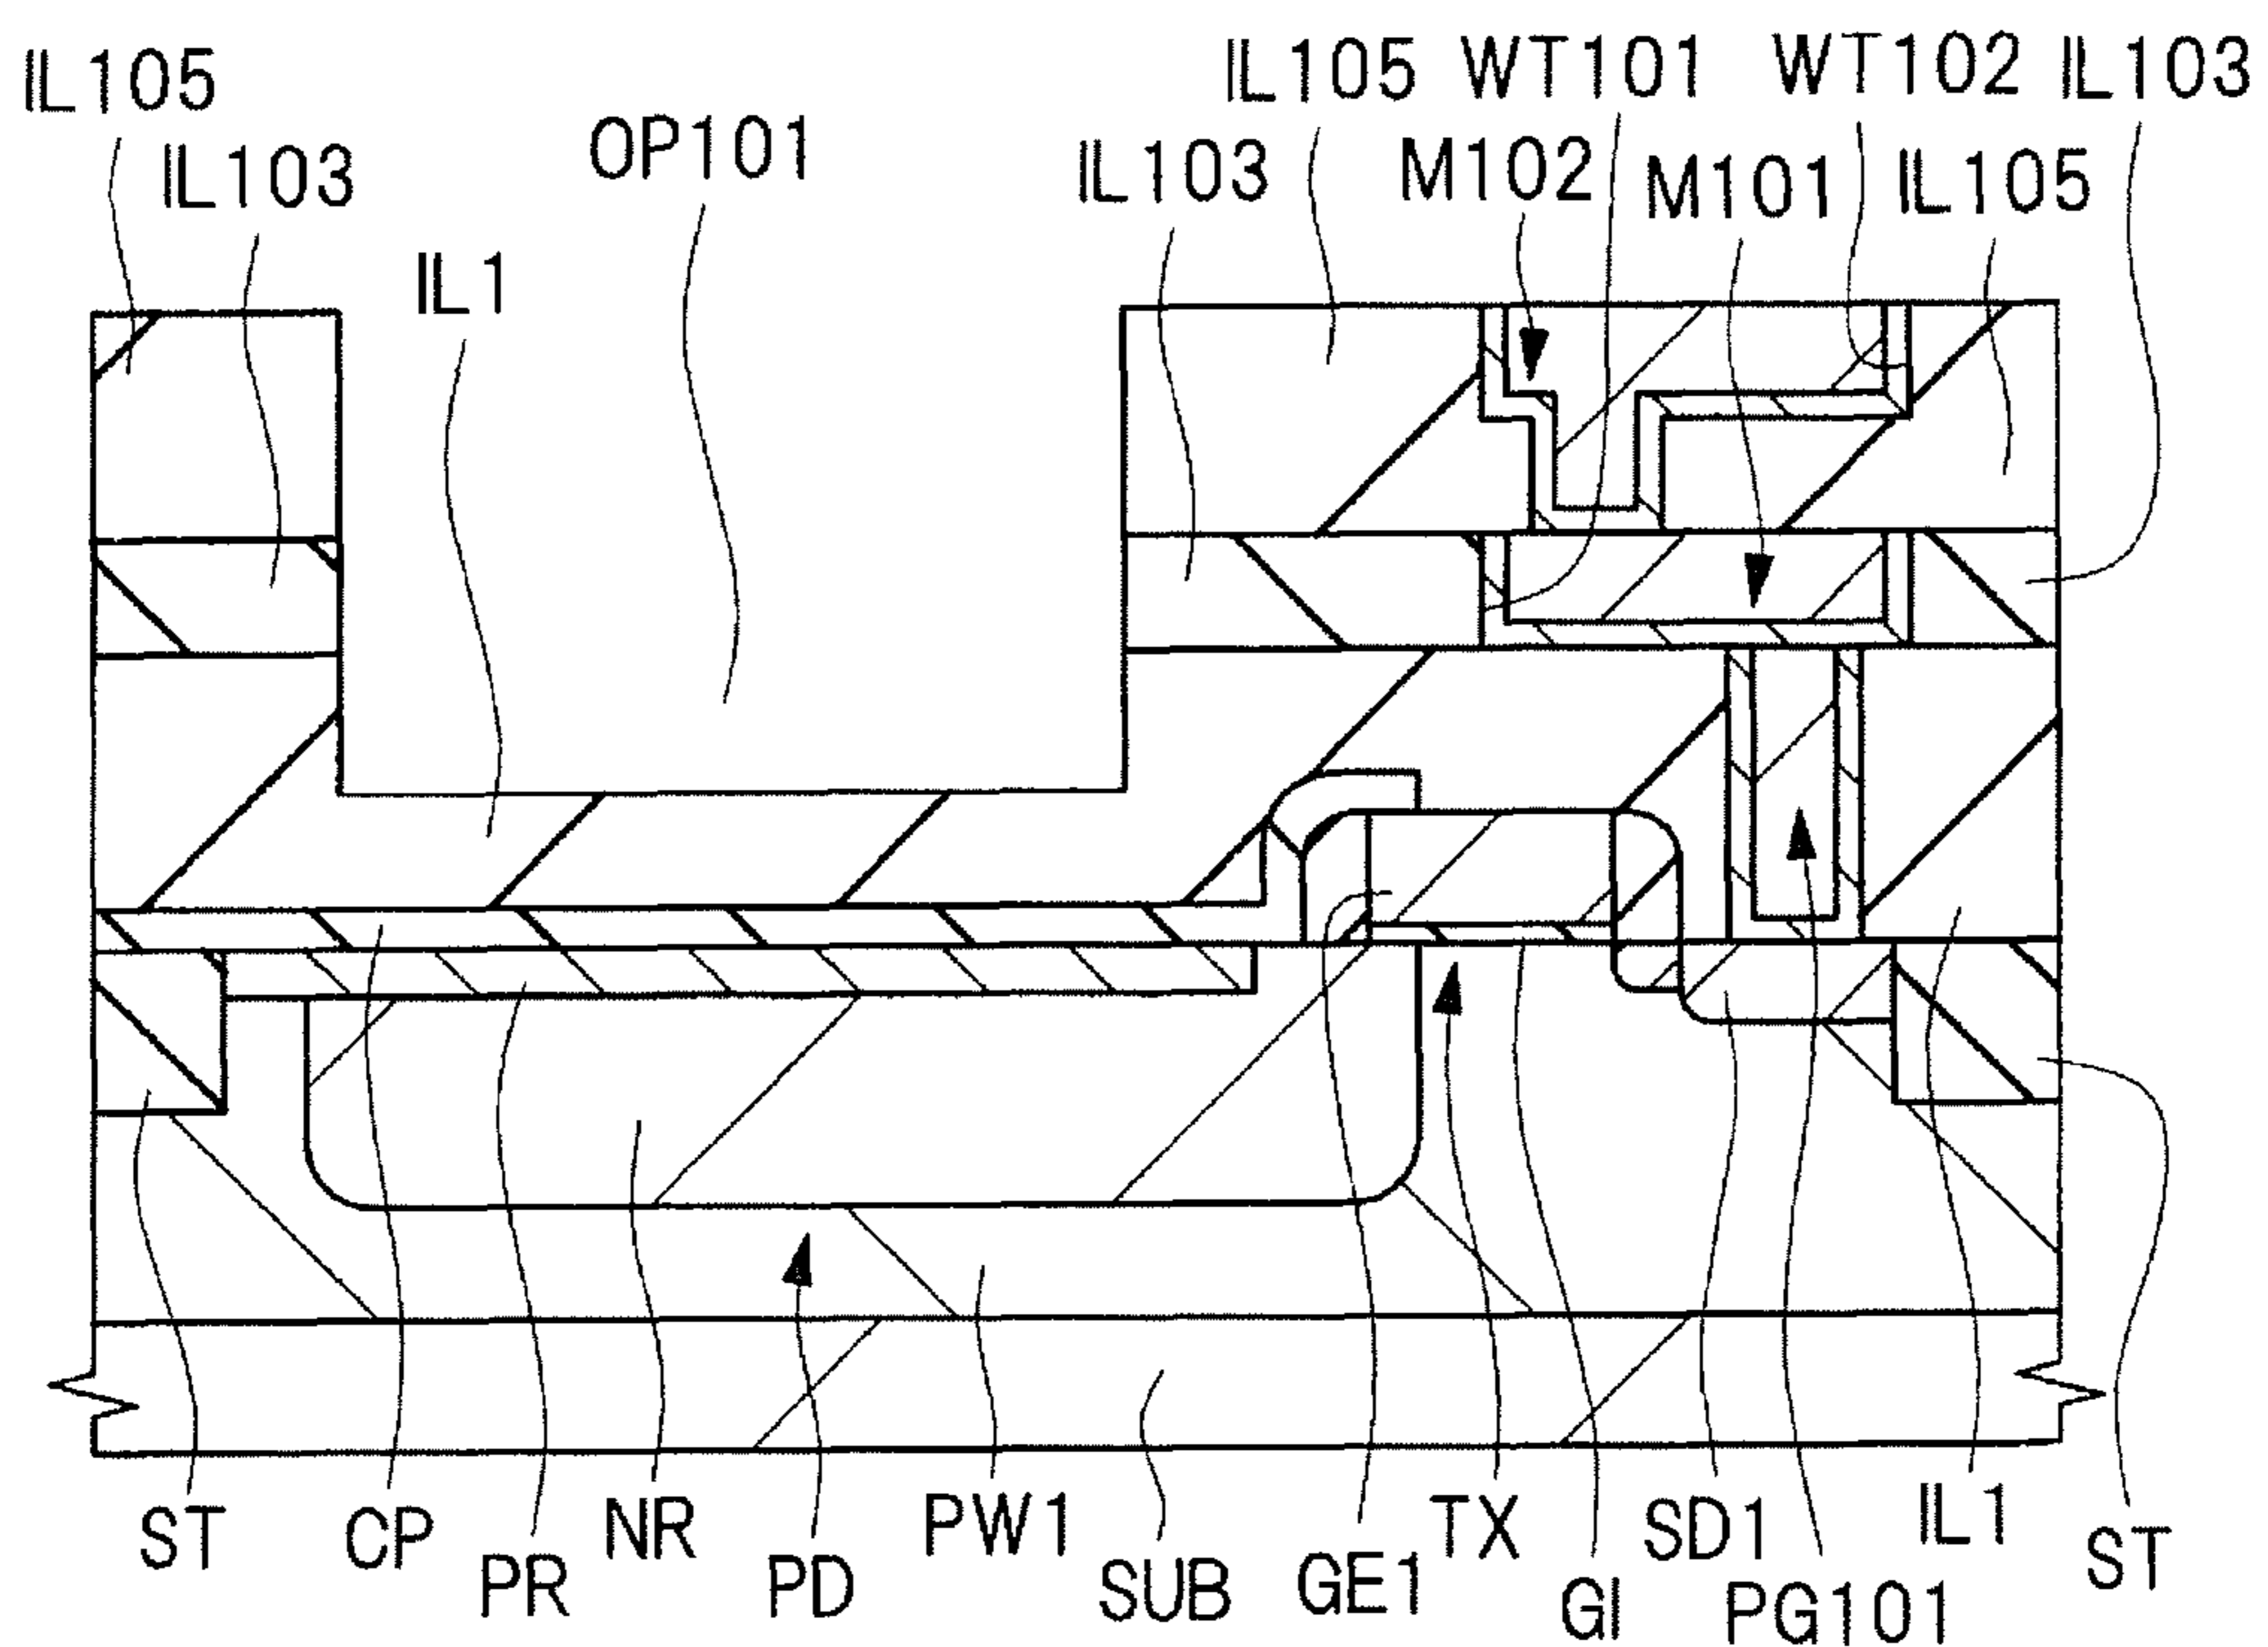 IL105 WT101 WT102 IL103
IL105
OP101
IL103 M102 M101 IL105
IL103
IL1
ST CP PR NR PD PW1 SUB GE1 TX GI SD1 PG101 IL1 ST